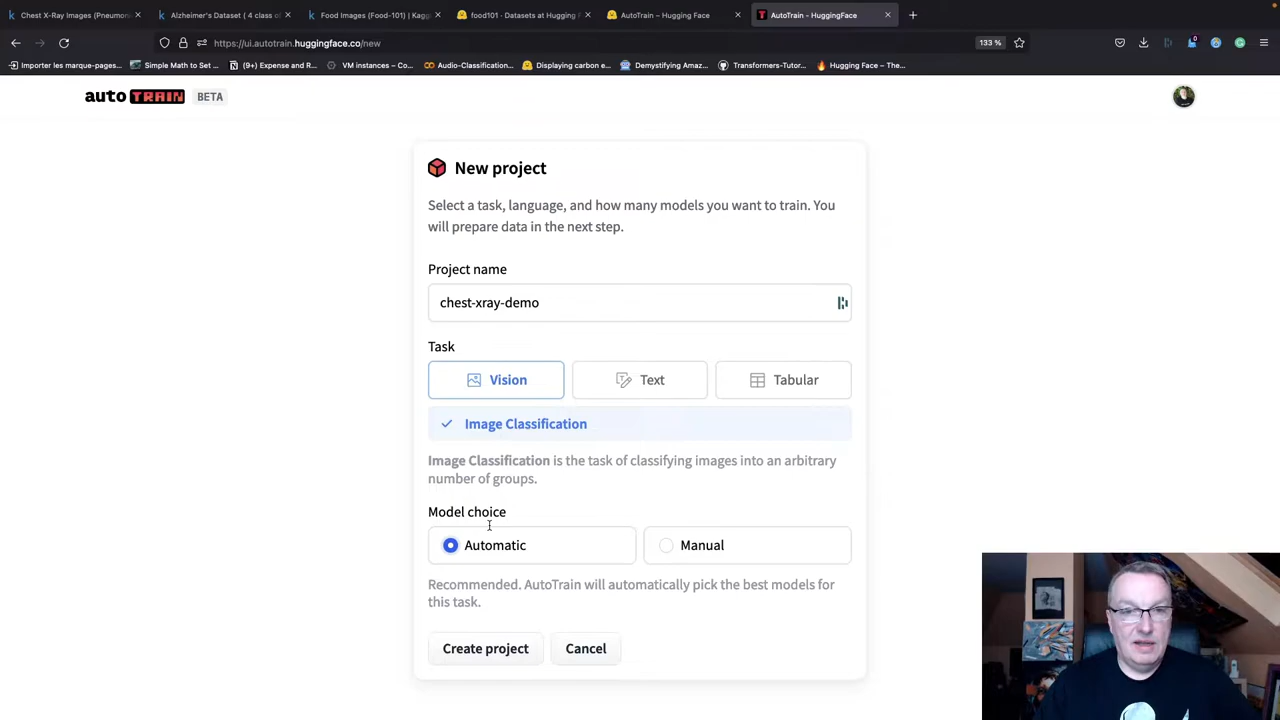 Chest X-Ray Images (Pneumon
Alzheimer's Dataset ( 4 class of
Food Images (Food-101) | Kagg
food101 · Datasets at Hugging F
AutoTrain – Hugging Face
AutoTrain - HuggingFace
https://ui.autotrain.huggingface.co/new
133 %
Importer les marque-pages...
Simple Math to Set ...
(9+) Expense and R...
VM instances – Co...
Audio-Classification...
Displaying carbon e...
Demystifying Amaz...
Transformers-Tutor...
Hugging Face – The...
auto TRAIN BETA
New project
Select a task, language, and how many models you want to train. You
will prepare data in the next step.
Project name
chest-xray-demo
Task
Vision
Text
Tabular
Image Classification
Image Classification is the task of classifying images into an arbitrary
number of groups.
Model choice
Automatic
Manual
Recommended. AutoTrain will automatically pick the best models for
this task.
Create project
Cancel